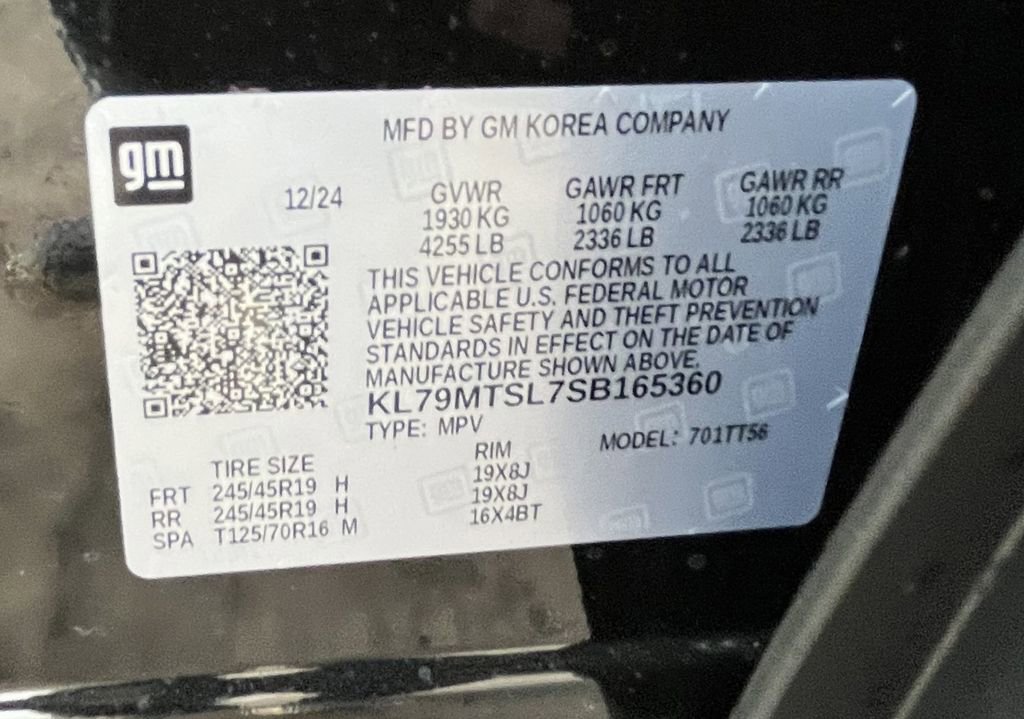 gm
MFD BY GM KOREA COMPANY
12/24 GVWR GAWR FRT GAWR RR
1930 KG 1060 KG 1060 KG
4255 LB 2336 LB 2336 LB
THIS VEHICLE CONFORMS TO ALL
APPLICABLE U.S. FEDERAL MOTOR
VEHICLE SAFETY AND THEFT PREVENTION
STANDARDS IN EFFECT ON THE DATE OF
MANUFACTURE SHOWN ABOVE.
KL79MTSL7SB165360
TYPE: MPV MODEL: 701TT56
TIRE SIZE RIM
FRT 245/45R19 H 19X8J
RR 245/45R19 H 19X8J
SPA T125/70R16 M 16X4BT